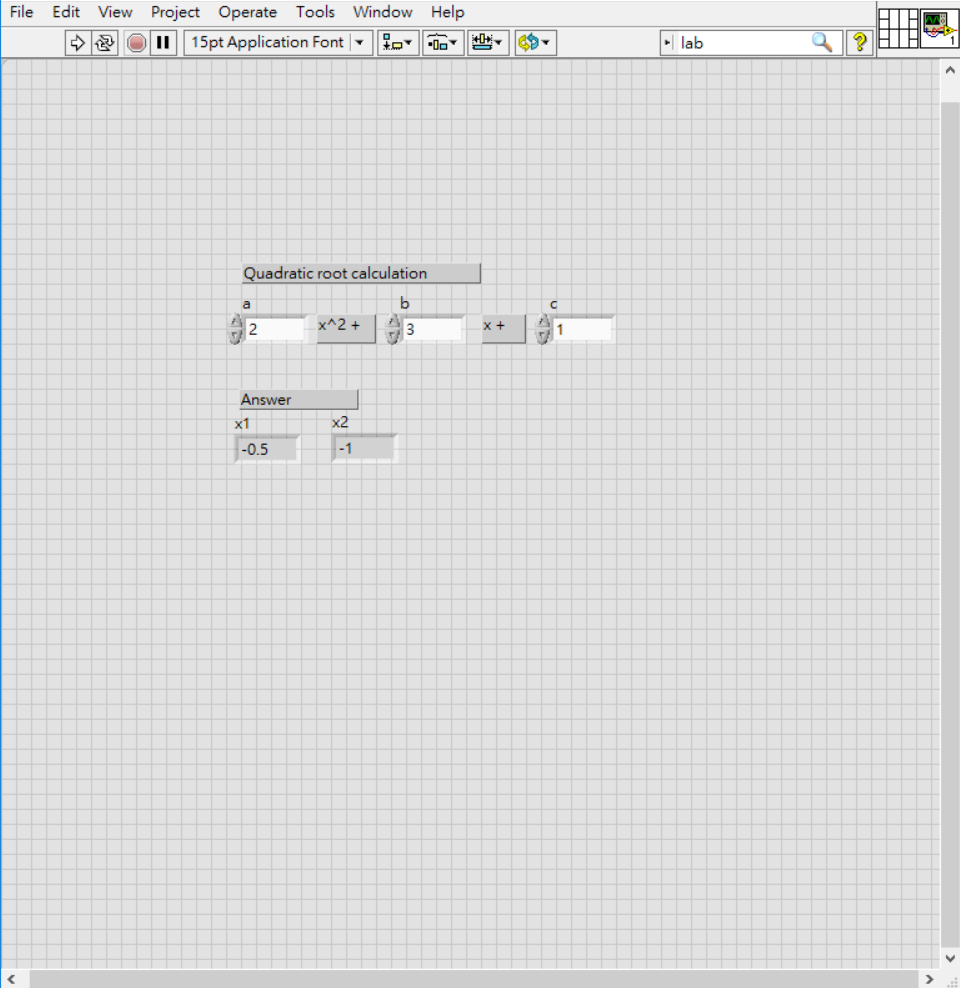 File Edit View Project Operate Tools Window Help
15pt Application Font lab ? 1
Quadratic root calculation
a b c
2 x^2 + 3 x + 1
Answer
x1 x2
-0.5 -1